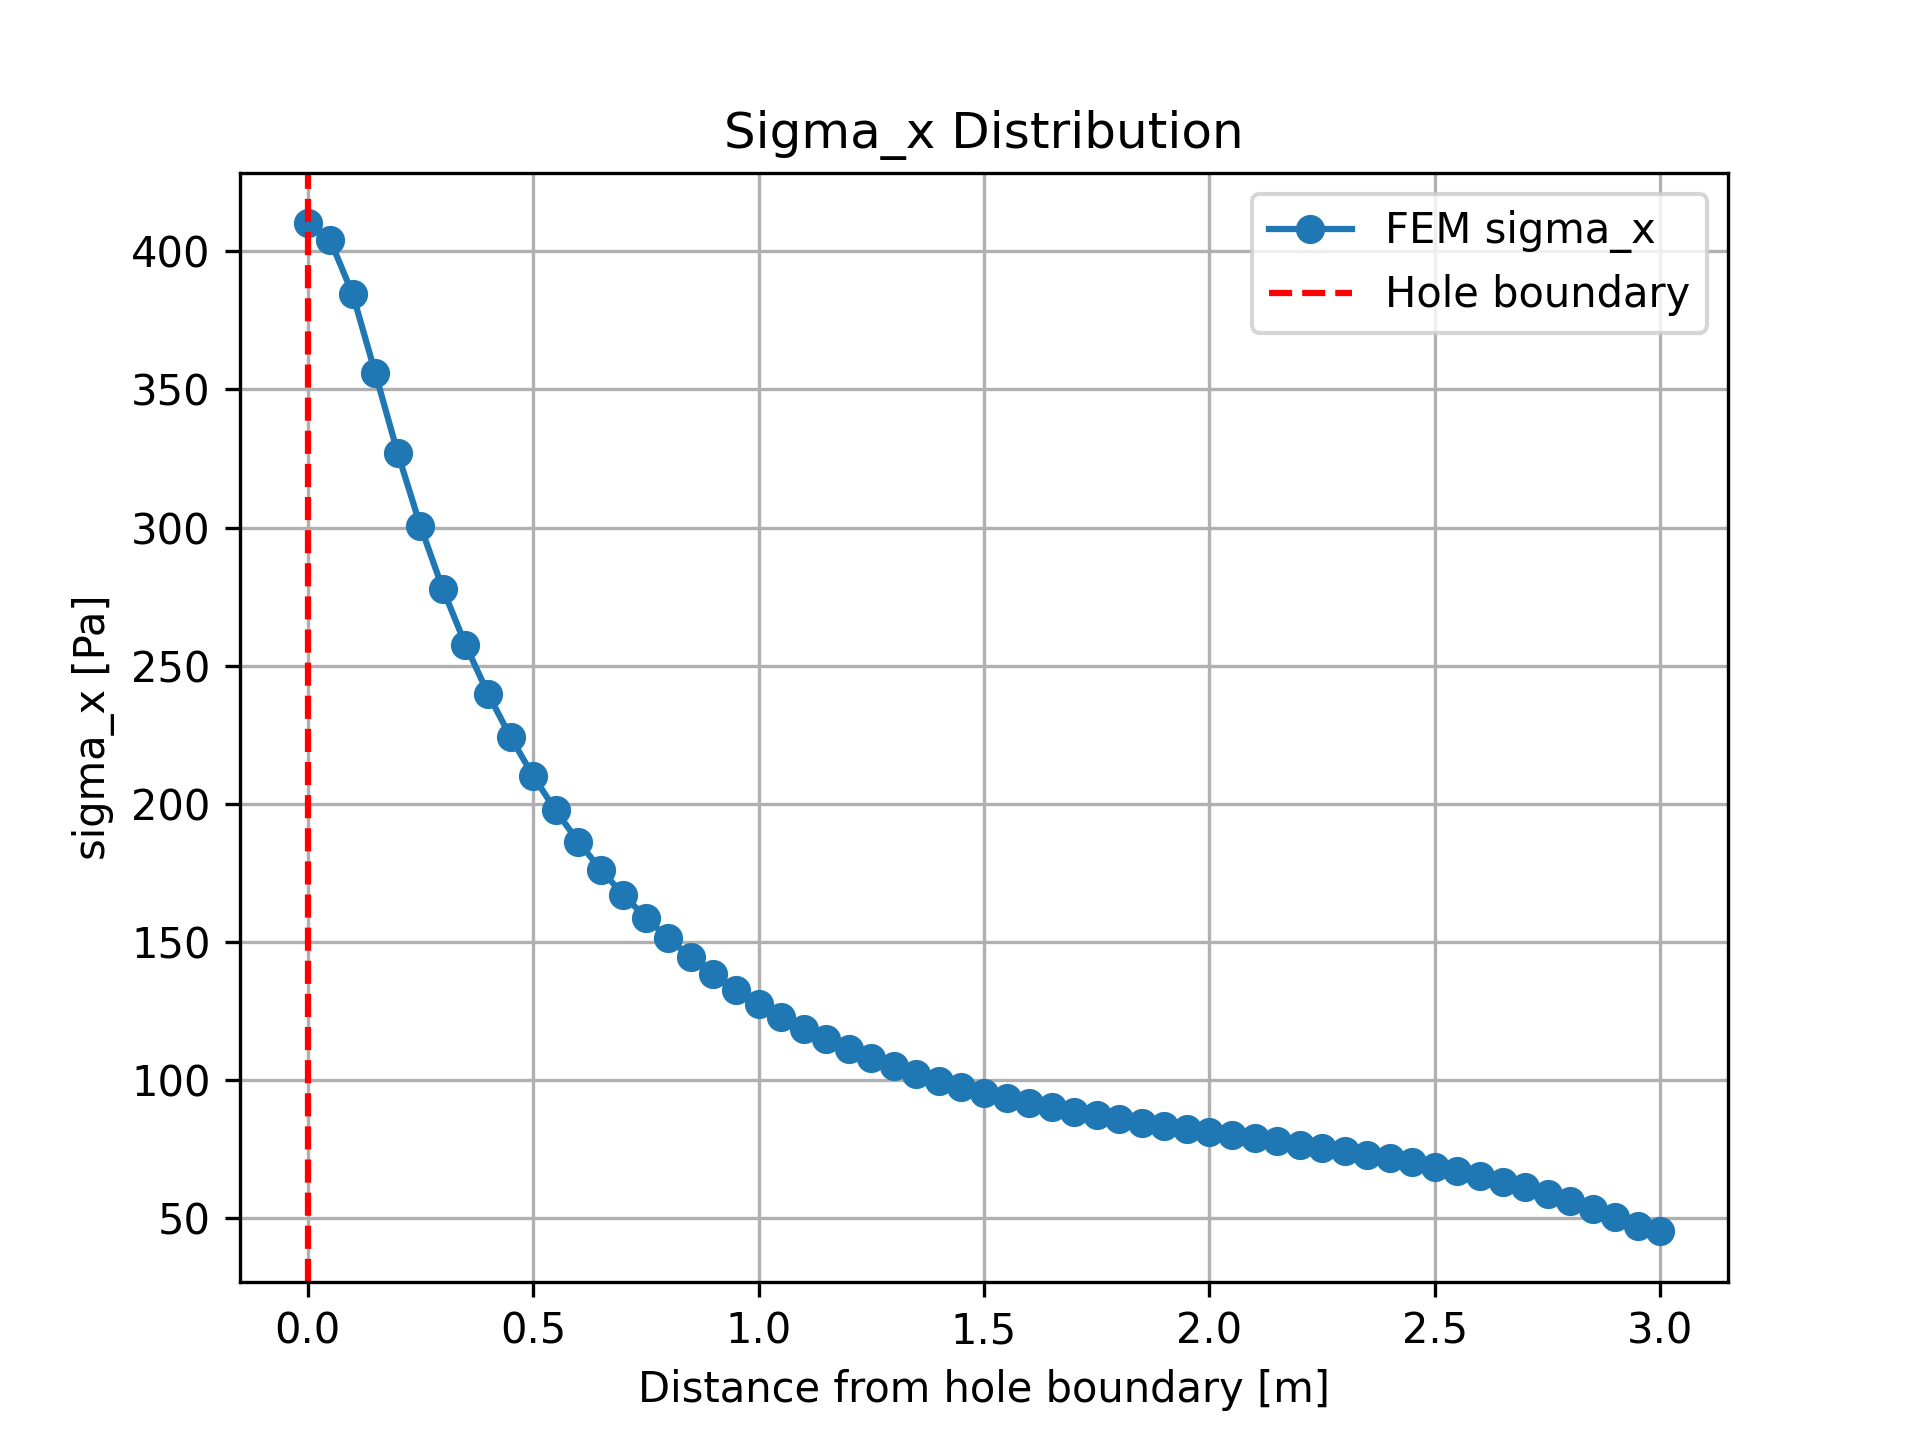 Sigma_x Distribution
FEM sigma_x
Hole boundary
sigma_x [Pa]
400
350
300
250
200
150
100
50
0.0 0.5 1.0 1.5 2.0 2.5 3.0
Distance from hole boundary [m]